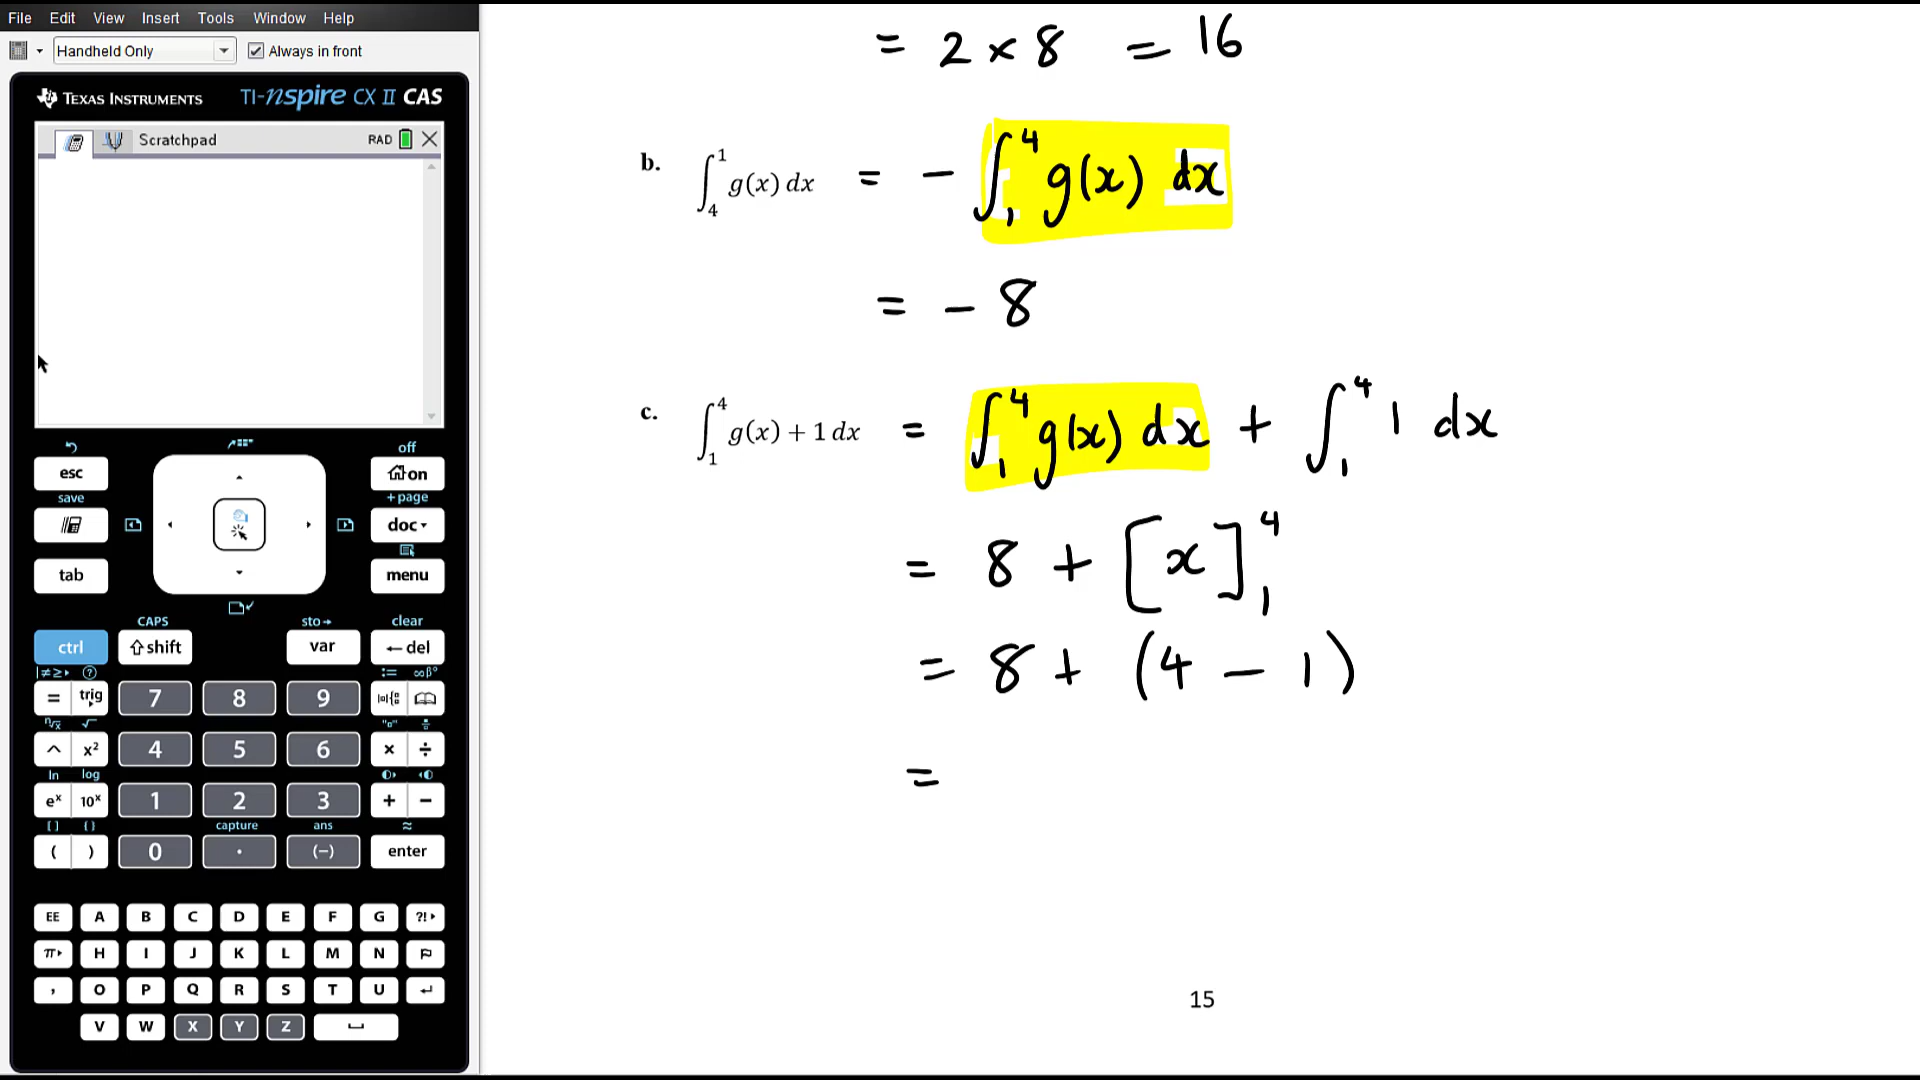 File Edit View Insert Tools Window Help
Handheld Only Always in front
TEXAS INSTRUMENTS TI-nspire CX II CAS
Scratchpad RAD
off
esc on
save + page
doc
tab menu
CAPS sto→ clear
ctrl ⇧shift var ← del
|≠≥▸ ? := ∞β°
= trig 7 8 9
ⁿ√x √ "□" ÷
^ x² 4 5 6 × ÷
ln log
eˣ 10ˣ 1 2 3 + −
[ ] { } capture ans ≈
( ) 0 . (−) enter
EE A B C D E F G ?!▸
π▸ H I J K L M N
, O P Q R S T U ↵
V W X Y Z
= 2 × 8 = 16
b. ∫₄¹ g(x) dx = − ∫₁⁴ g(x) dx
= − 8
c. ∫₁⁴ g(x) + 1 dx = ∫₁⁴ g(x) dx + ∫₁⁴ 1 dx
= 8 + [x]₁⁴
= 8 + (4 − 1)
=
15